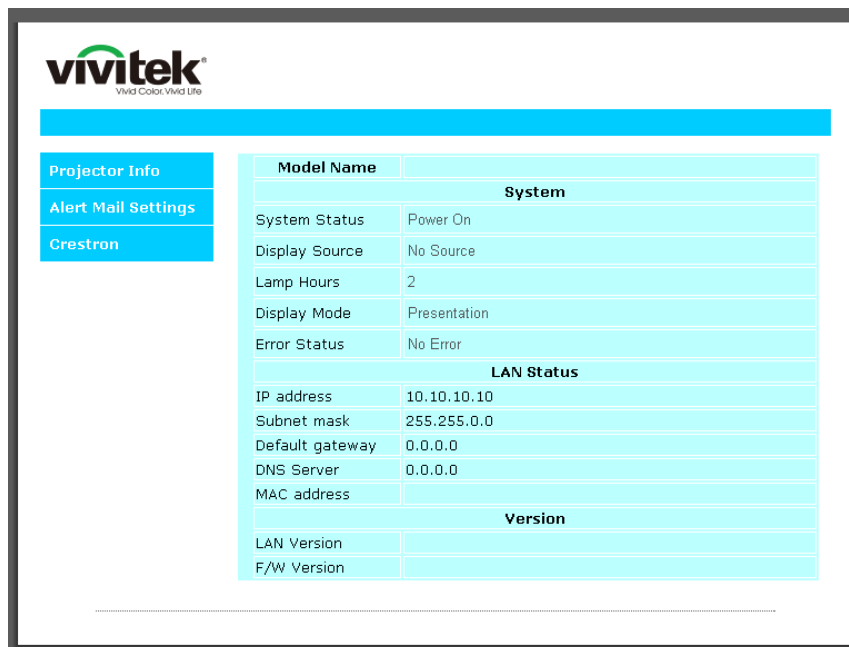 vivitek®
Vivid Color. Vivid Life
Projector Info
Alert Mail Settings
Crestron
Model Name
System
System Status Power On
Display Source No Source
Lamp Hours 2
Display Mode Presentation
Error Status No Error
LAN Status
IP address 10.10.10.10
Subnet mask 255.255.0.0
Default gateway 0.0.0.0
DNS Server 0.0.0.0
MAC address
Version
LAN Version
F/W Version